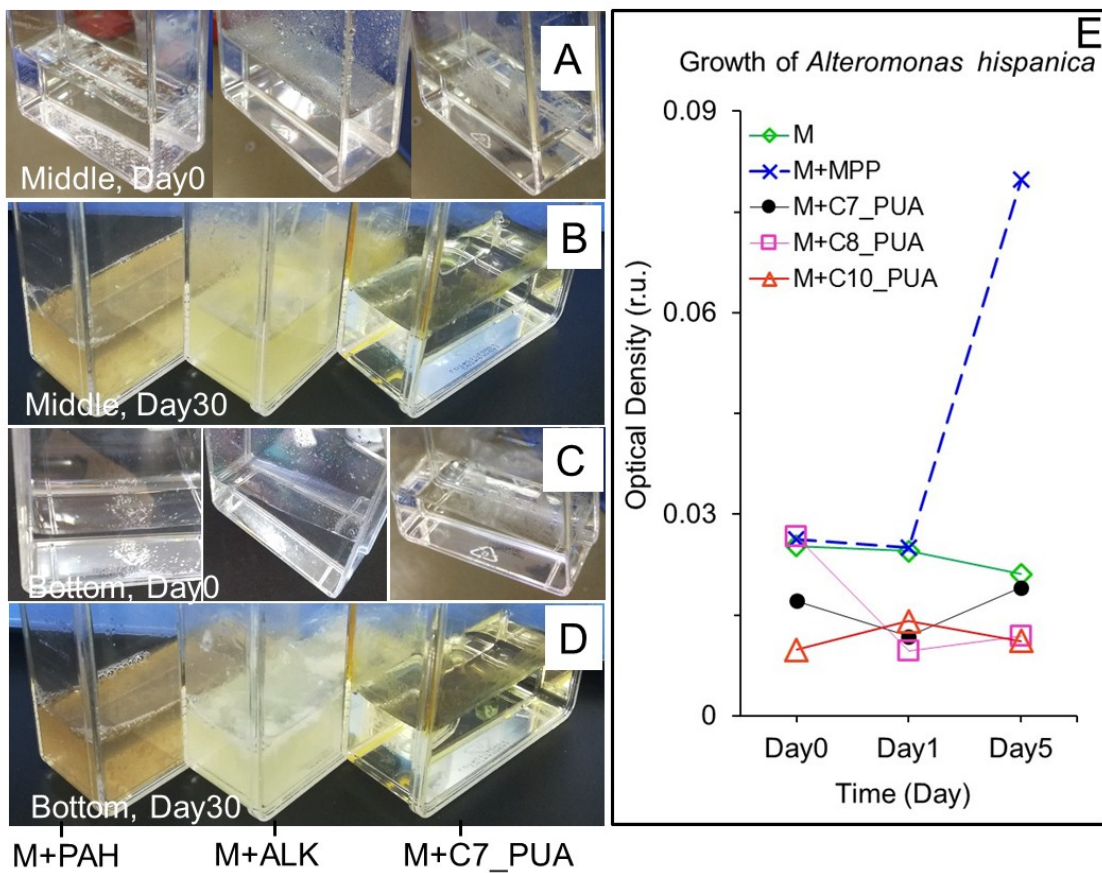 A
Middle, Day0
B
Middle, Day30
C
Bottom, Day0
D
Bottom, Day30
M+PAH
M+ALK
M+C7_PUA
E
Growth of Alteromonas hispanica
0.09
0.06
0.03
0
Optical Density (r.u.)
M
M+MPP
M+C7_PUA
M+C8_PUA
M+C10_PUA
Day0
Day1
Day5
Time (Day)